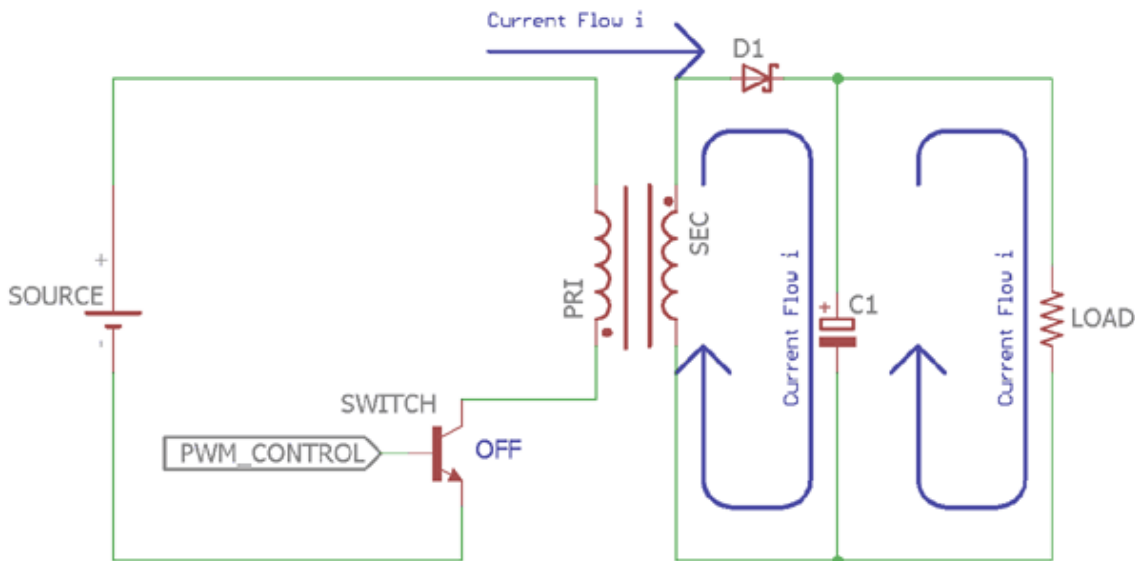 Current Flow i
D1
SEC
+
SOURCE
-
PRI
Current Flow i
+
C1
Current Flow i
LOAD
SWITCH
PWM_CONTROL
OFF